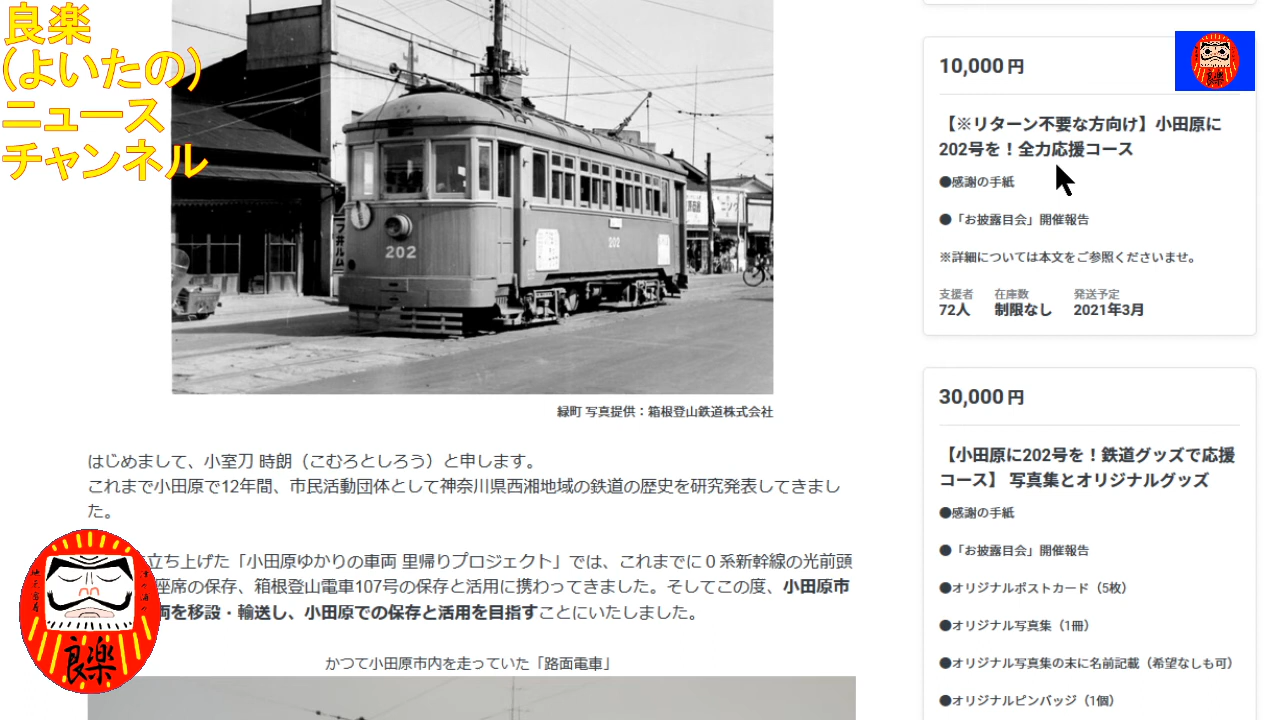 良楽
(よいたの)
ニュース
チャンネル
202
202
緑町 写真提供：箱根登山鉄道株式会社
はじめまして、小室刀 時朗（こむろとしろう）と申します。
これまで小田原で12年間、市民活動団体として神奈川県西湘地域の鉄道の歴史を研究発表してきまし
た。
立ち上げた「小田原ゆかりの車両 里帰りプロジェクト」では、これまでに０系新幹線の光前頭
座席の保存、箱根登山電車107号の保存と活用に携わってきました。そしてこの度、小田原市
両を移設・輸送し、小田原での保存と活用を目指すことにいたしました。
かつて小田原市内を走っていた「路面電車」
良楽
10,000 円
【※リターン不要な方向け】小田原に
202号を！全力応援コース
●感謝の手紙
●「お披露目会」開催報告
※詳細については本文をご参照くださいませ。
支援者 在庫数 発送予定
72人 制限なし 2021年3月
30,000 円
【小田原に202号を！鉄道グッズで応援
コース】 写真集とオリジナルグッズ
●感謝の手紙
●「お披露目会」開催報告
●オリジナルポストカード（5枚）
●オリジナル写真集（1冊）
●オリジナル写真集の末に名前記載（希望なしも可）
●オリジナルピンバッジ（1個）